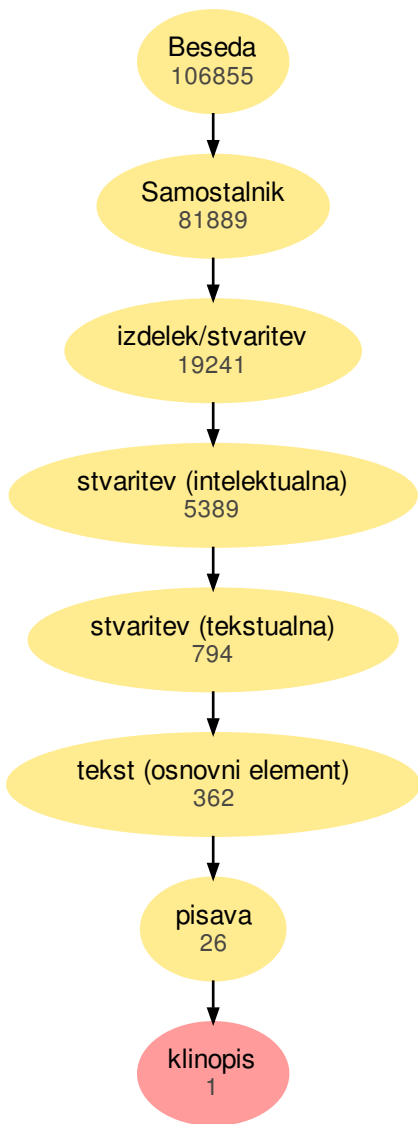 Beseda
106855
Samostalnik
81889
izdelek/stvaritev
19241
stvaritev (intelektualna)
5389
stvaritev (tekstualna)
794
tekst (osnovni element)
362
pisava
26
klinopis
1